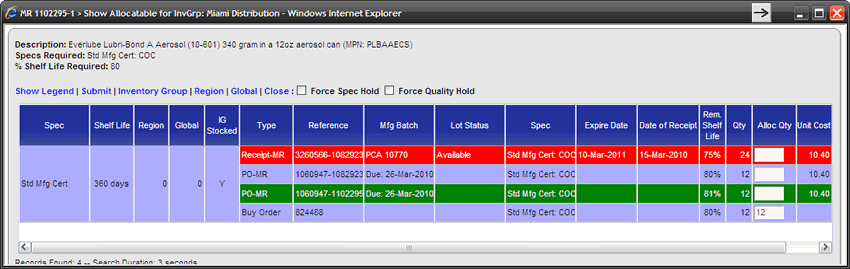 MR 1102295-1 > Show Allocatable for InvGrp: Miami Distribution - Windows Internet Explorer
Description: Everlube Lubri-Bond A Aerosol (10-601) 340 gram in a 12oz aerosol can (MPN: PLBAAECS)
Specs Required: Std Mfg Cert: COC
% Shelf Life Required: 80
Show Legend | Submit | Inventory Group | Region | Global | Close : Force Spec Hold Force Quality Hold
Spec Shelf Life Region Global IG Stocked Type Reference Mfg Batch Lot Status Spec Expire Date Date of Receipt Rem. Shelf Life Qty Alloc Qty Unit Cost
Receipt-MR 3260566-1082923 PCA 10770 Available Std Mfg Cert: COC 10-Mar-2011 15-Mar-2010 75% 24 10.40
PO-MR 1060947-1082923 Due: 26-Mar-2010 Std Mfg Cert: COC 80% 12 10.40
Std Mfg Cert 360 days 0 0 Y
PO-MR 1060947-1102295 Due: 26-Mar-2010 Std Mfg Cert: COC 81% 12 10.40
Buy Order 824488 Std Mfg Cert: COC 80% 12 12
Records Found: 4 -- Search Duration: 3 seconds